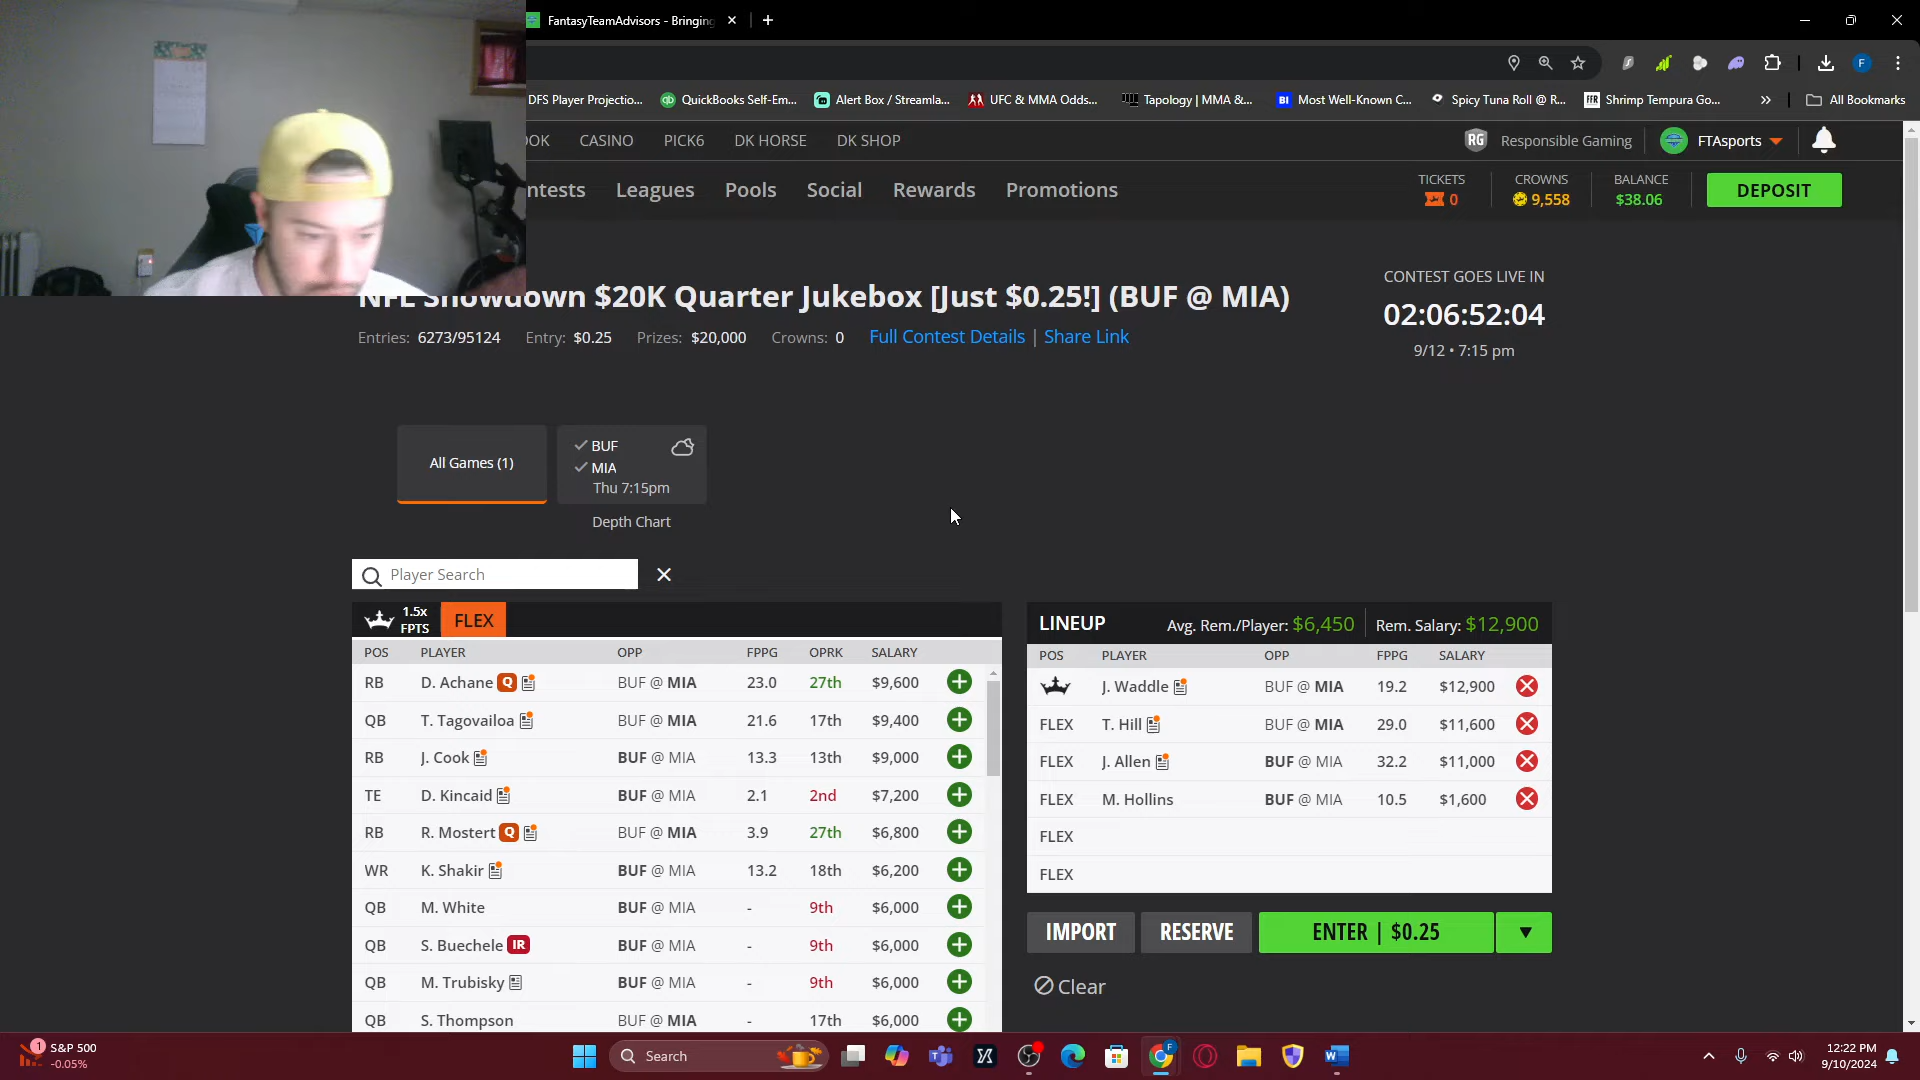 FantasyTeamAdvisors - Bringing
DFS Player Projectio...
QuickBooks Self-Em...
Alert Box / Streamla...
UFC & MMA Odds...
Tapology | MMA &...
BI Most Well-Known C...
Spicy Tuna Roll @ R...
FFR Shrimp Tempura Go...
All Bookmarks
OOK CASINO PICK6 DK HORSE DK SHOP
RG Responsible Gaming FTAsports
ntests Leagues Pools Social Rewards Promotions
TICKETS CROWNS BALANCE
0 9,558 $38.06
DEPOSIT
NFL Showdown $20K Quarter Jukebox [Just $0.25!] (BUF @ MIA)
Entries: 6273/95124 Entry: $0.25 Prizes: $20,000 Crowns: 0 Full Contest Details | Share Link
CONTEST GOES LIVE IN
02:06:52:04
9/12 • 7:15 pm
All Games (1)
BUF
MIA
Thu 7:15pm
Depth Chart
Player Search
1.5x FPTS FLEX
POS PLAYER OPP FPPG OPRK SALARY
RB D. Achane Q BUF @ MIA 23.0 27th $9,600
QB T. Tagovailoa BUF @ MIA 21.6 17th $9,400
RB J. Cook BUF @ MIA 13.3 13th $9,000
TE D. Kincaid BUF @ MIA 2.1 2nd $7,200
RB R. Mostert Q BUF @ MIA 3.9 27th $6,800
WR K. Shakir BUF @ MIA 13.2 18th $6,200
QB M. White BUF @ MIA - 9th $6,000
QB S. Buechele IR BUF @ MIA - 9th $6,000
QB M. Trubisky BUF @ MIA - 9th $6,000
QB S. Thompson BUF @ MIA - 17th $6,000
LINEUP Avg. Rem./Player: $6,450 Rem. Salary: $12,900
POS PLAYER OPP FPPG SALARY
J. Waddle BUF @ MIA 19.2 $12,900
FLEX T. Hill BUF @ MIA 29.0 $11,600
FLEX J. Allen BUF @ MIA 32.2 $11,000
FLEX M. Hollins BUF @ MIA 10.5 $1,600
FLEX
FLEX
IMPORT RESERVE ENTER | $0.25
Clear
1 S&P 500
-0.05%
Search
12:22 PM
9/10/2024